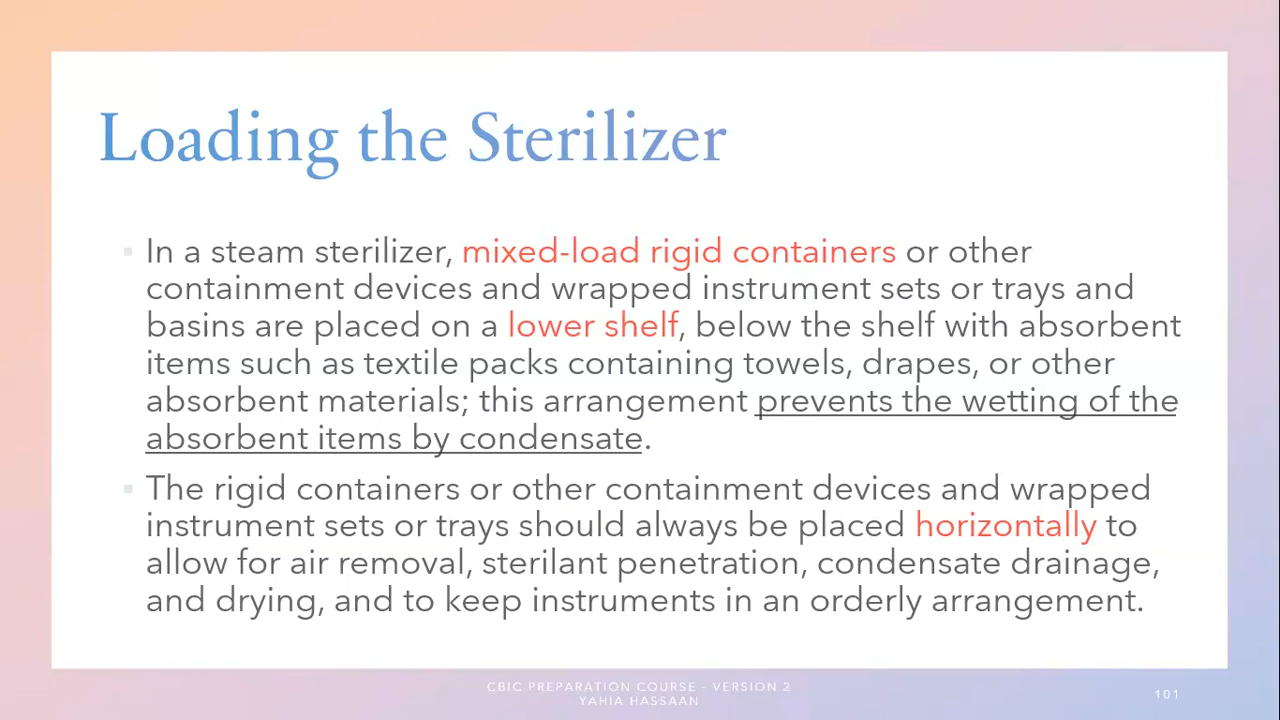 Loading the Sterilizer
In a steam sterilizer, mixed-load rigid containers or other
containment devices and wrapped instrument sets or trays and
basins are placed on a lower shelf, below the shelf with absorbent
items such as textile packs containing towels, drapes, or other
absorbent materials; this arrangement prevents the wetting of the
absorbent items by condensate.
The rigid containers or other containment devices and wrapped
instrument sets or trays should always be placed horizontally to
allow for air removal, sterilant penetration, condensate drainage,
and drying, and to keep instruments in an orderly arrangement.
CBIC PREPARATION COURSE - VERSION 2
YAHIA HASSAAN
101